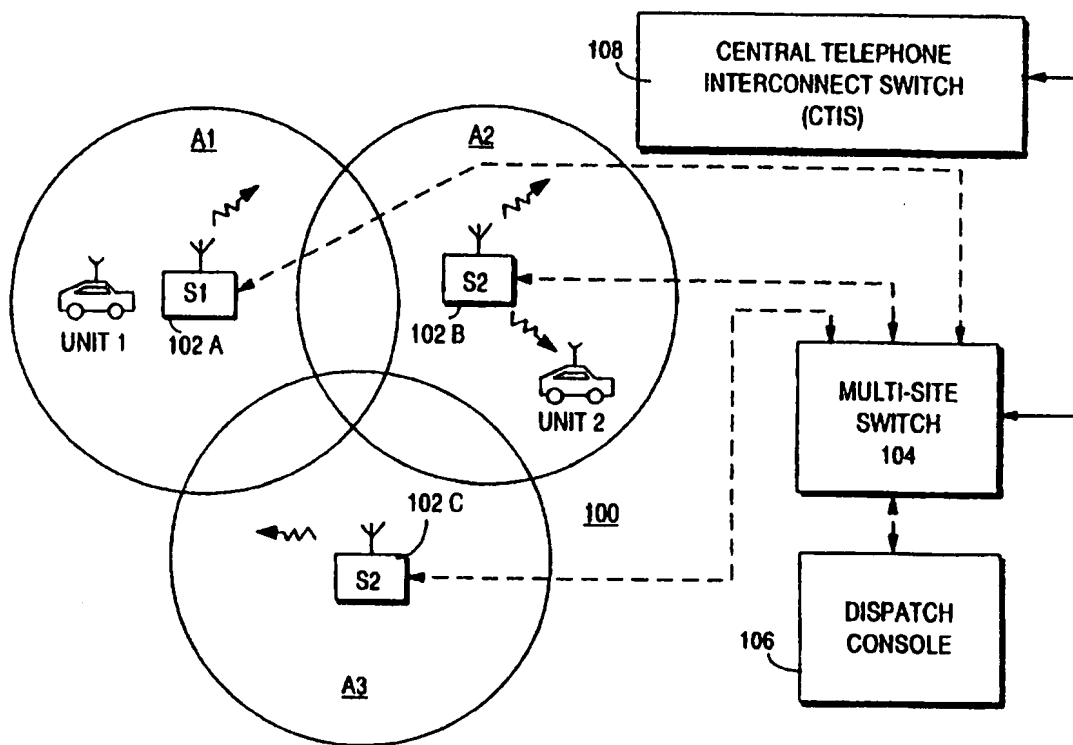 108
CENTRAL TELEPHONE
INTERCONNECT SWITCH
(CTIS)
A1
A2
S1
S2
UNIT 1
102 A
102 B
UNIT 2
MULTI-SITE
SWITCH
104
102 C
100
S2
DISPATCH
CONSOLE
106
A3